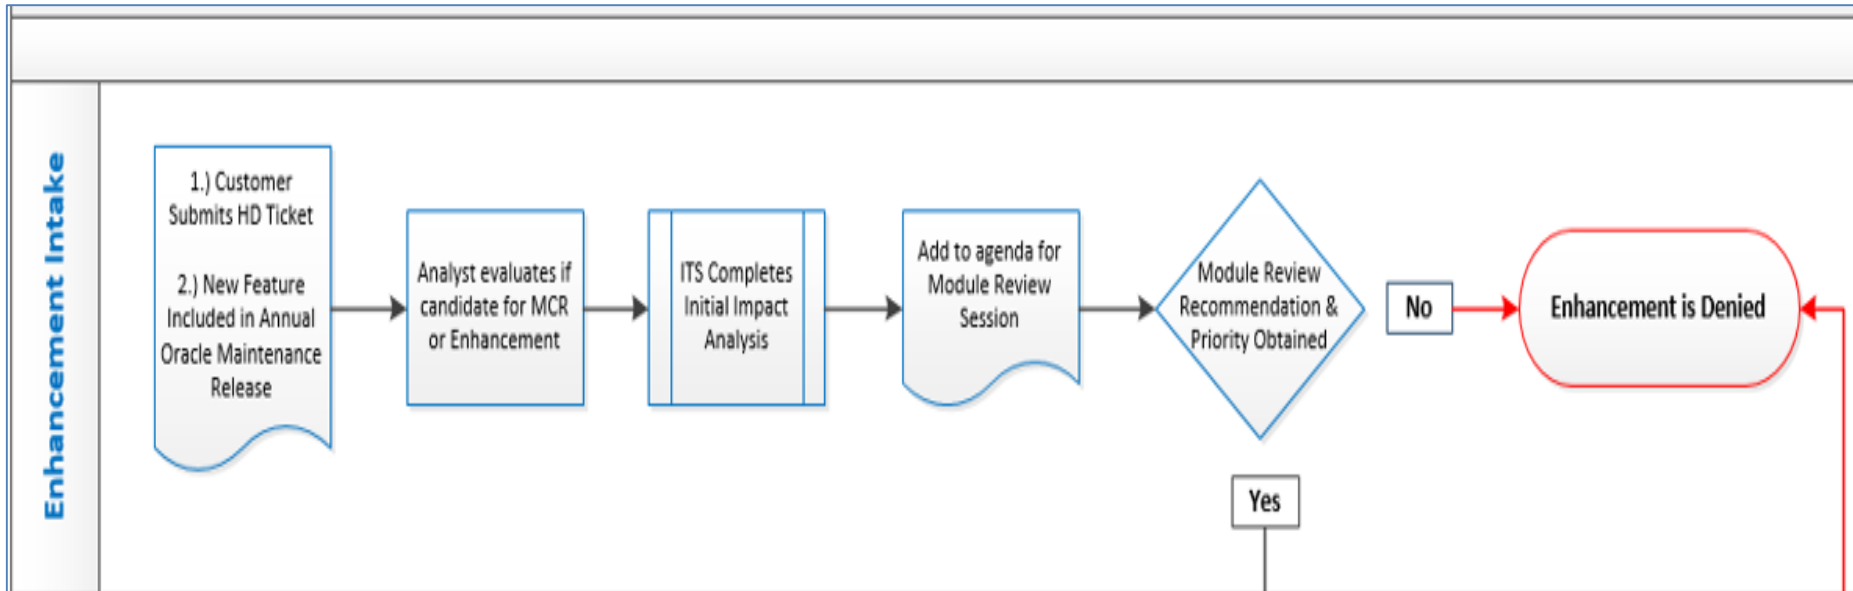 Enhancement Intake
1.) Customer
Submits HD Ticket
2.) New Feature
Included in Annual
Oracle Maintenance
Release
Analyst evaluates if
candidate for MCR
or Enhancement
ITS Completes
Initial Impact
Analysis
Add to agenda for
Module Review
Session
Module Review
Recommendation &
Priority Obtained
No
Enhancement is Denied
Yes